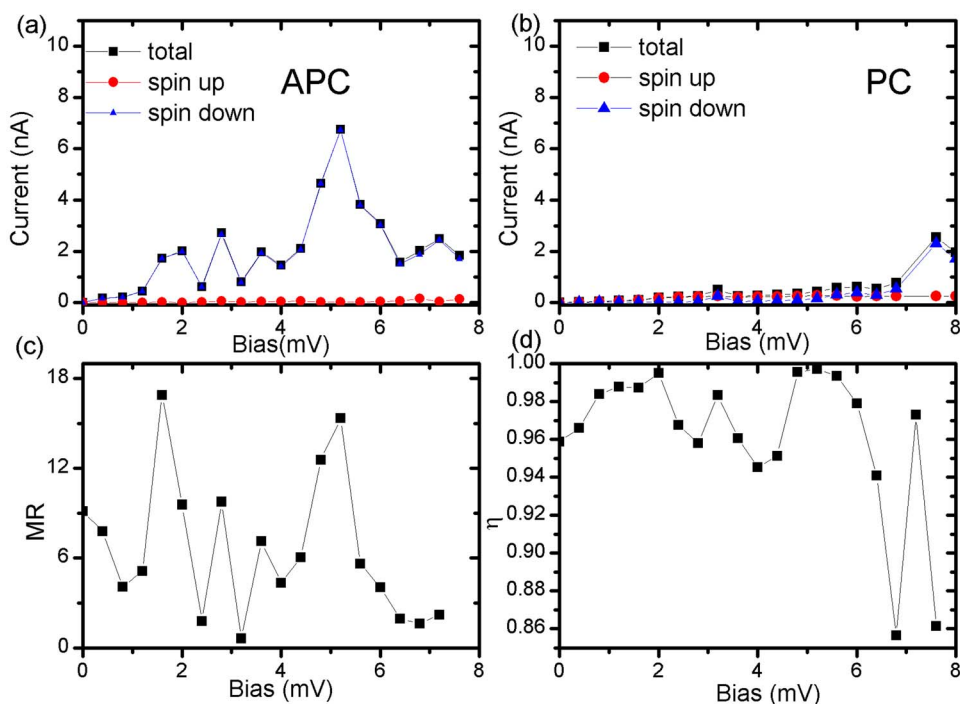 (a)
10
8
6
4
2
0
Current (nA)
total
spin up
spin down
APC
0 2 4 6 8
Bias(mV)
(b)
10
8
6
4
2
0
Current (nA)
total
spin up
spin down
PC
0 2 4 6 8
Bias (mV)
(c)
18
12
6
0
MR
0 2 4 6 8
Bias (mV)
(d)
1.00
0.98
0.96
0.94
0.92
0.90
0.88
0.86
η
0 2 4 6 8
Bias (mV)